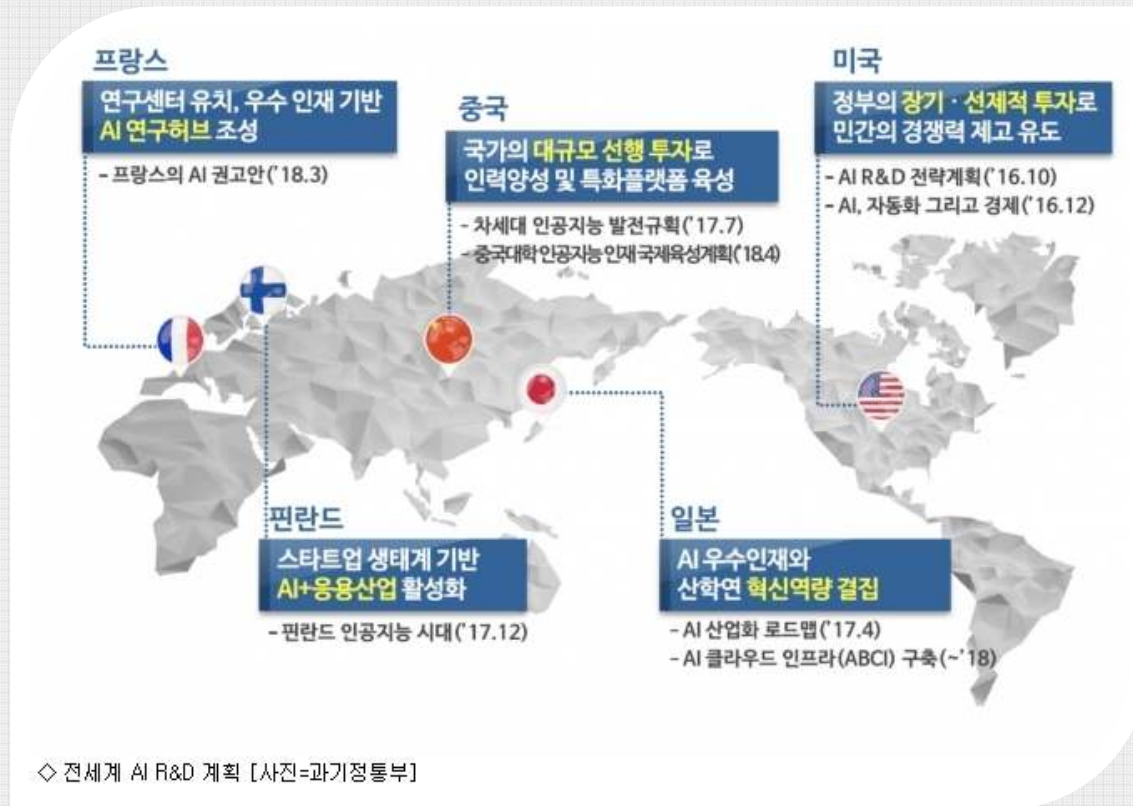 프랑스
연구센터 유치, 우수 인재 기반
AI 연구허브 조성
- 프랑스의 AI 권고안('18.3)
중국
국가의 대규모 선행 투자로
인력양성 및 특화플랫폼 육성
- 차세대 인공지능 발전규획('17.7)
- 중국대학인공지능인재국제육성계획('18.4)
미국
정부의 장기·선제적 투자로
민간의 경쟁력 제고 유도
- AI R&D 전략계획('16.10)
- AI, 자동화 그리고 경제('16.12)
핀란드
스타트업 생태계 기반
AI+응용산업 활성화
- 핀란드 인공지능 시대('17.12)
일본
AI 우수인재와
산학연 혁신역량 결집
- AI 산업화 로드맵('17.4)
- AI 클라우드 인프라(ABCI) 구축(~'18)
◇ 전세계 AI R&D 계획 [사진=과기정통부]